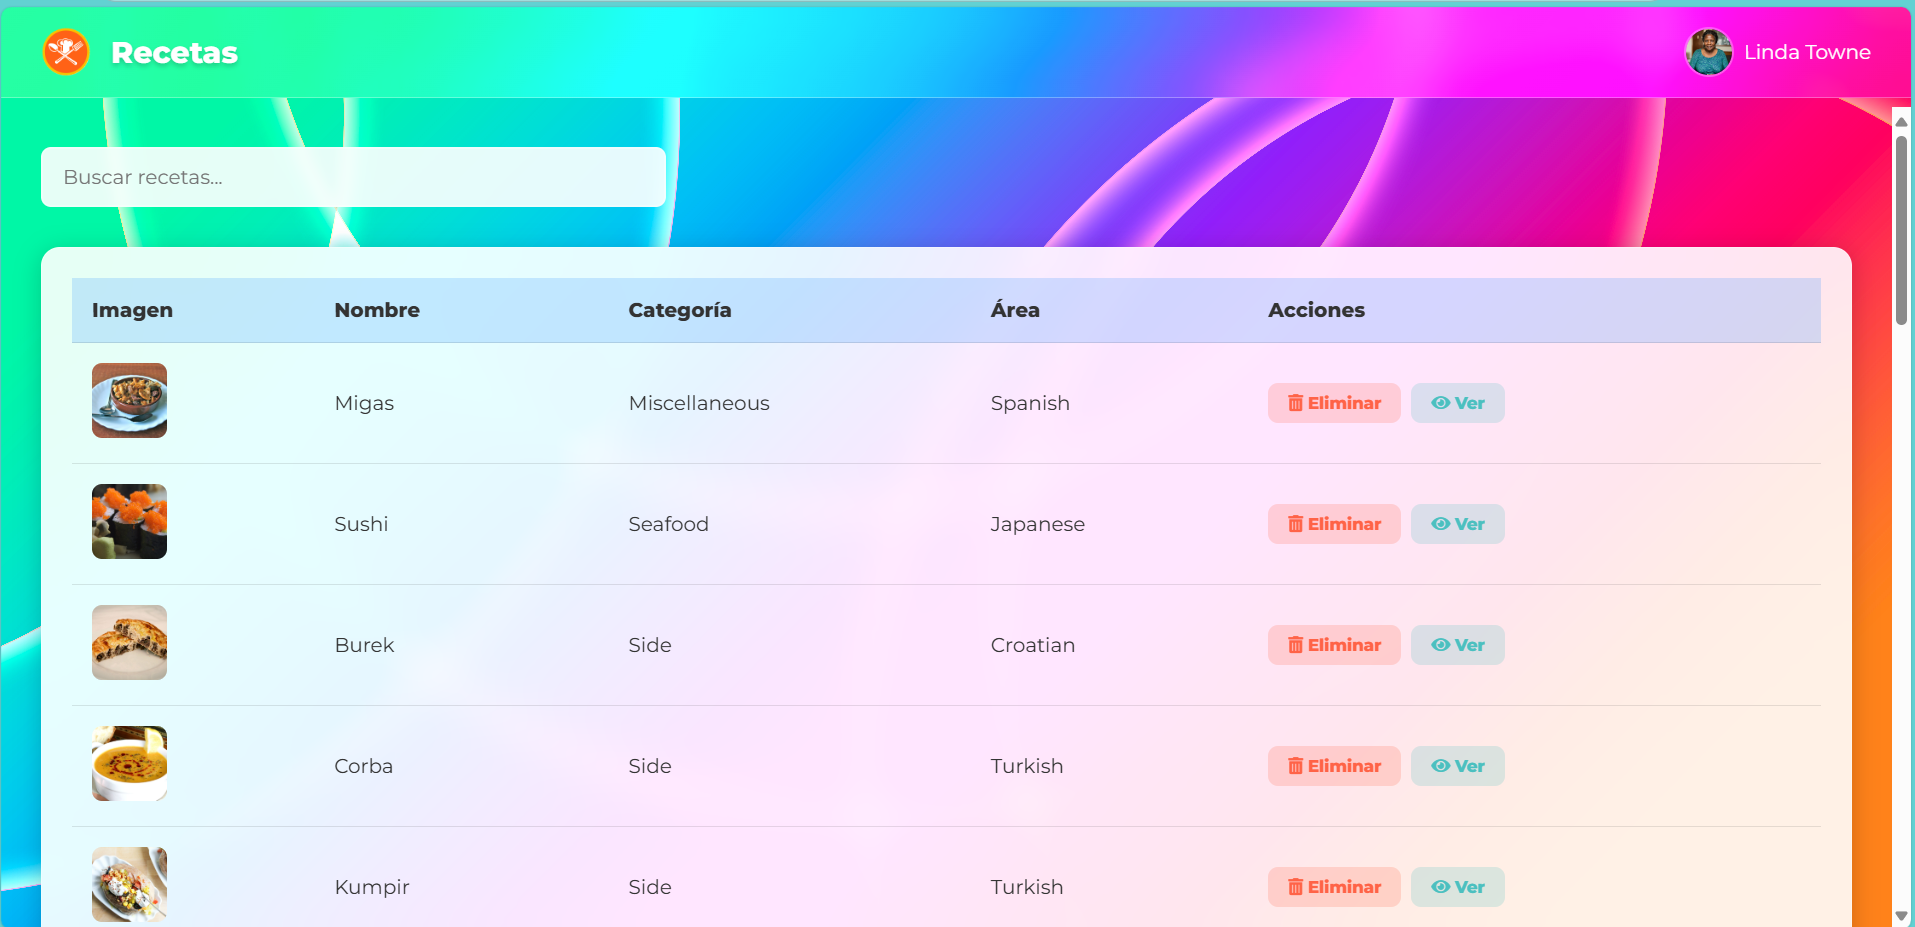 Recetas
Linda Towne
Buscar recetas...
Imagen Nombre Categoría Área Acciones
Migas Miscellaneous Spanish Eliminar Ver
Sushi Seafood Japanese Eliminar Ver
Burek Side Croatian Eliminar Ver
Corba Side Turkish Eliminar Ver
Kumpir Side Turkish Eliminar Ver